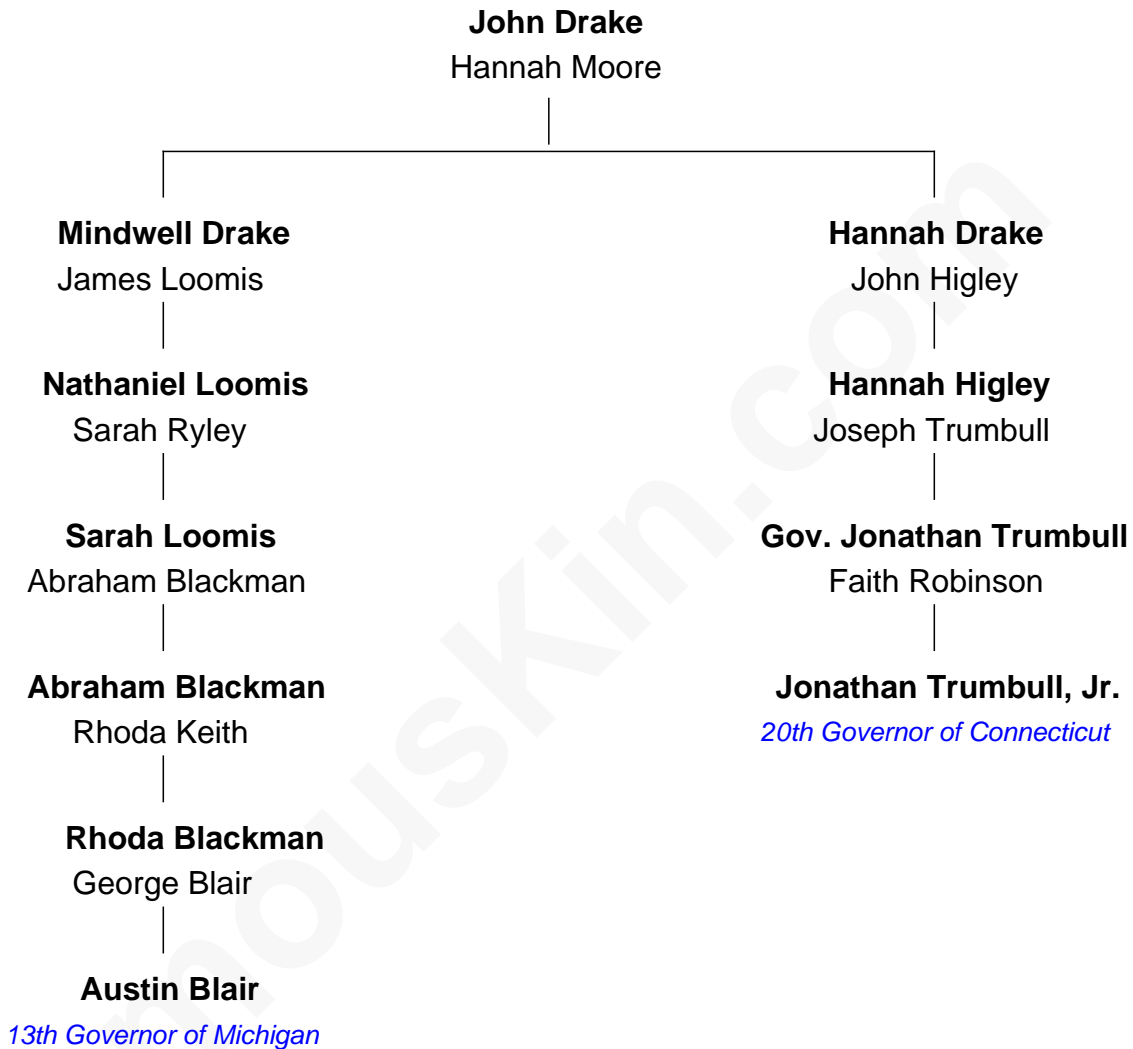 John Drake
Hannah Moore
Mindwell Drake
James Loomis
Hannah Drake
John Higley
Nathaniel Loomis
Sarah Ryley
Hannah Higley
Joseph Trumbull
Sarah Loomis
Abraham Blackman
Gov. Jonathan Trumbull
Faith Robinson
Abraham Blackman
Rhoda Keith
Jonathan Trumbull, Jr.
20th Governor of Connecticut
Rhoda Blackman
George Blair
Austin Blair
13th Governor of Michigan
mousKin.com